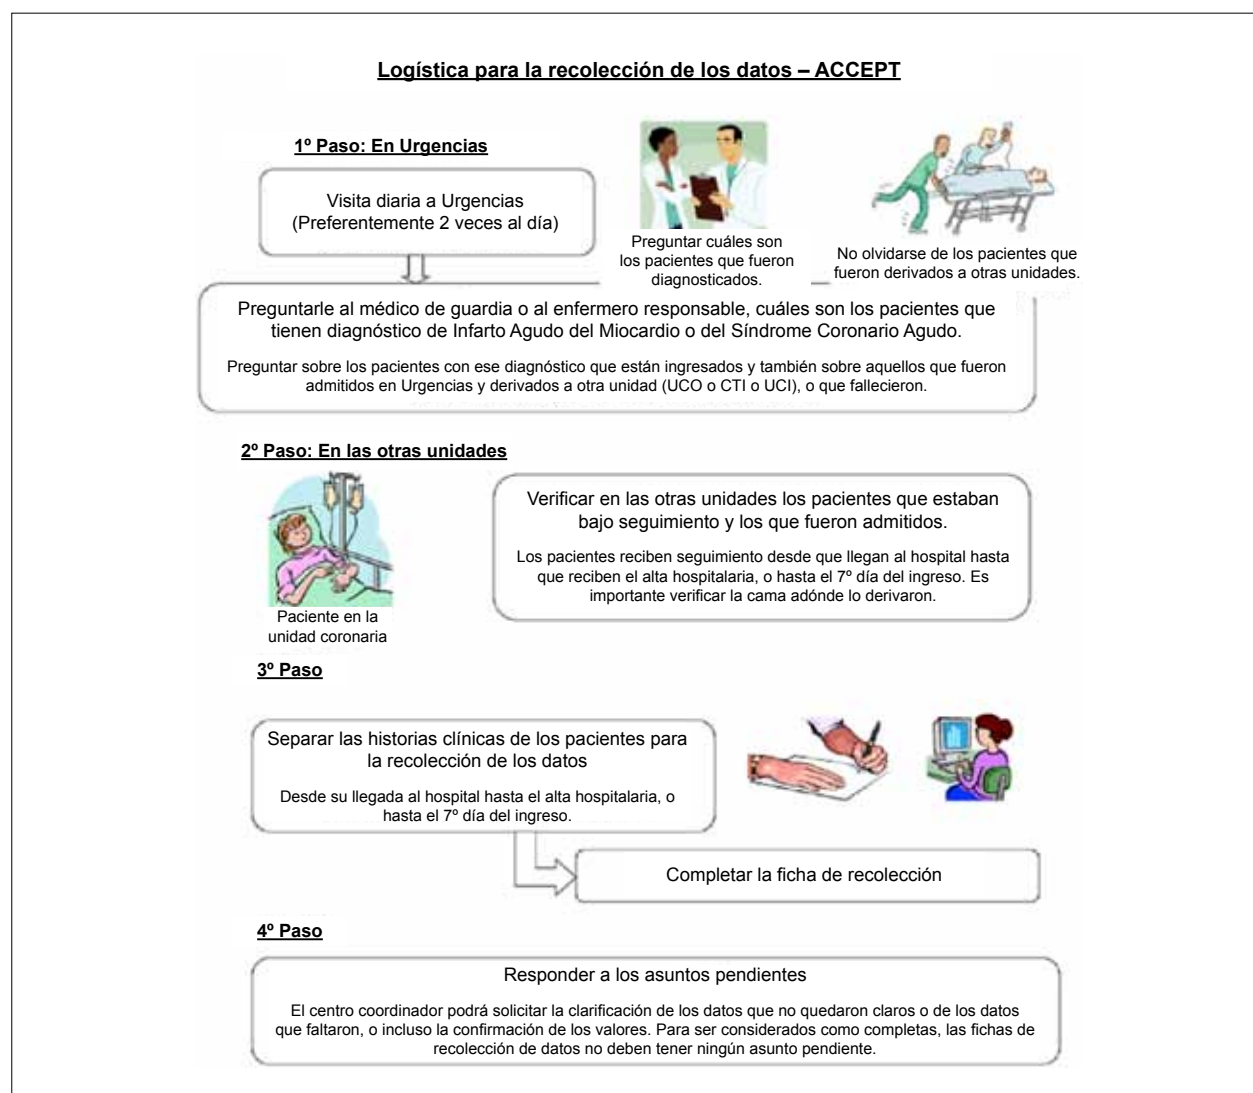 Logística para la recolección de los datos – ACCEPT
1º Paso: En Urgencias
Visita diaria a Urgencias
(Preferentemente 2 veces al día)
Preguntar cuáles son
los pacientes que fueron
diagnosticados.
No olvidarse de los pacientes que
fueron derivados a otras unidades.
Preguntarle al médico de guardia o al enfermero responsable, cuáles son los pacientes que
tienen diagnóstico de Infarto Agudo del Miocardio o del Síndrome Coronario Agudo.
Preguntar sobre los pacientes con ese diagnóstico que están ingresados y también sobre aquellos que fueron
admitidos en Urgencias y derivados a otra unidad (UCO o CTI o UCI), o que fallecieron.
2º Paso: En las otras unidades
Paciente en la
unidad coronaria
Verificar en las otras unidades los pacientes que estaban
bajo seguimiento y los que fueron admitidos.
Los pacientes reciben seguimiento desde que llegan al hospital hasta
que reciben el alta hospitalaria, o hasta el 7º día del ingreso. Es
importante verificar la cama adónde lo derivaron.
3º Paso
Separar las historias clínicas de los pacientes para
la recolección de los datos
Desde su llegada al hospital hasta el alta hospitalaria, o
hasta el 7º día del ingreso.
Completar la ficha de recolección
4º Paso
Responder a los asuntos pendientes
El centro coordinador podrá solicitar la clarificación de los datos que no quedaron claros o de los datos
que faltaron, o incluso la confirmación de los valores. Para ser considerados como completas, las fichas de
recolección de datos no deben tener ningún asunto pendiente.